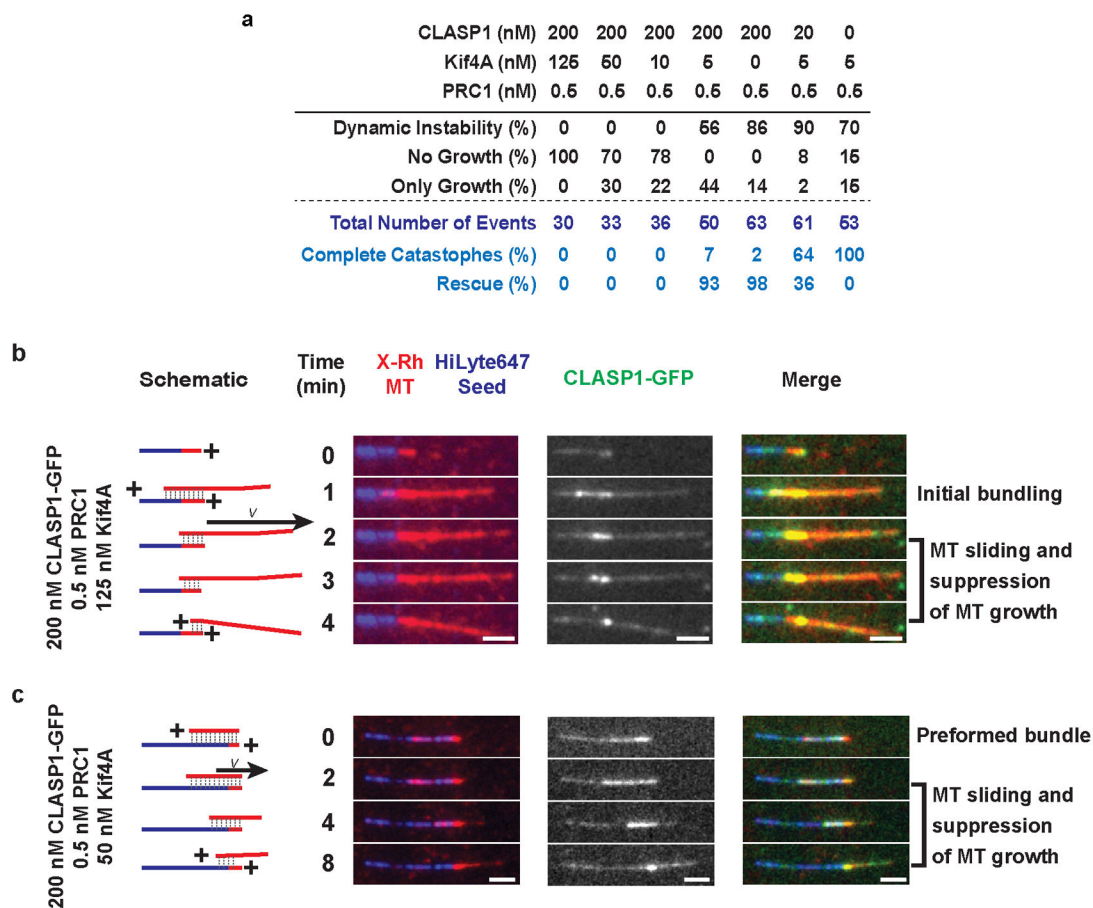 a
CLASP1 (nM) 200 200 200 200 200 20 0
Kif4A (nM) 125 50 10 5 0 5 5
PRC1 (nM) 0.5 0.5 0.5 0.5 0.5 0.5 0.5
Dynamic Instability (%) 0 0 0 56 86 90 70
No Growth (%) 100 70 78 0 0 8 15
Only Growth (%) 0 30 22 44 14 2 15
Total Number of Events 30 33 36 50 63 61 53
Complete Catastophes (%) 0 0 0 7 2 64 100
Rescue (%) 0 0 0 93 98 36 0
b
Schematic
Time
(min)
X-Rh
MT
HiLyte647
Seed
CLASP1-GFP
Merge
200 nM CLASP1-GFP
0.5 nM PRC1
125 nM Kif4A
+
0
+
+
1
Initial bundling
v
2
3
MT sliding and
suppression
of MT growth
+
+
4
c
200 nM CLASP1-GFP
0.5 nM PRC1
50 nM Kif4A
+
+
0
Preformed bundle
v
2
4
MT sliding and
suppression
of MT growth
+
+
8